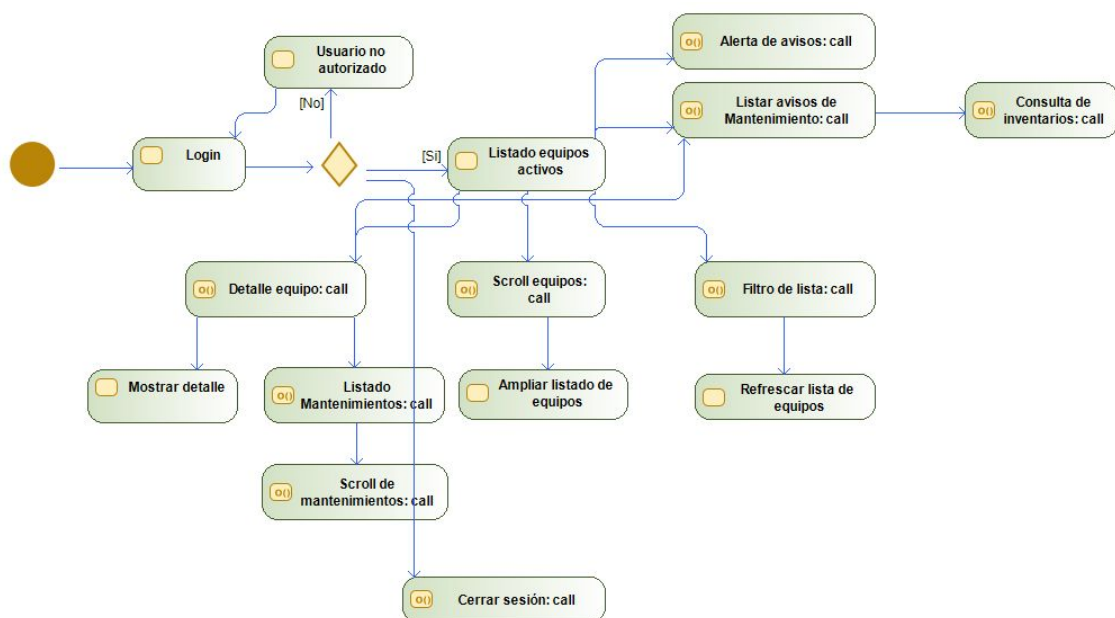 Usuario no
autorizado
[No]
Login
[Si]
Listado equipos
activos
O()
Alerta de avisos: call
O()
Listar avisos de
Mantenimiento: call
O()
Consulta de
inventarios: call
O()
Detalle equipo: call
O()
Scroll equipos:
call
O()
Filtro de lista: call
Mostrar detalle
O()
Listado
Mantenimientos: call
Ampliar listado de
equipos
Refrescar lista de
equipos
O()
Scroll de
mantenimientos: call
O()
Cerrar sesión: call